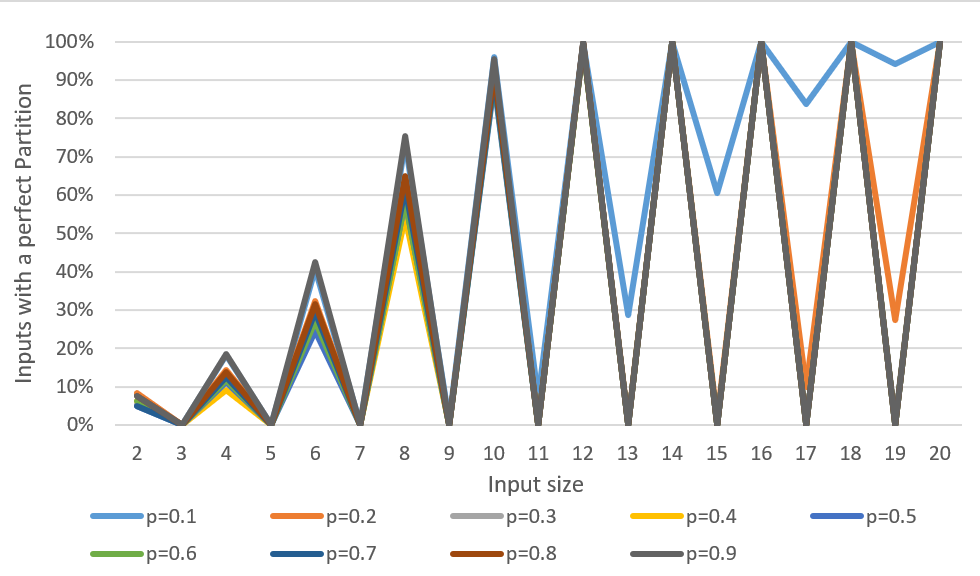 100%
90%
80%
70%
60%
50%
40%
30%
20%
10%
0%
Inputs with a perfect Partition
2 3 4 5 6 7 8 9 10 11 12 13 14 15 16 17 18 19 20
Input size
p=0.1 p=0.2 p=0.3 p=0.4 p=0.5
p=0.6 p=0.7 p=0.8 p=0.9